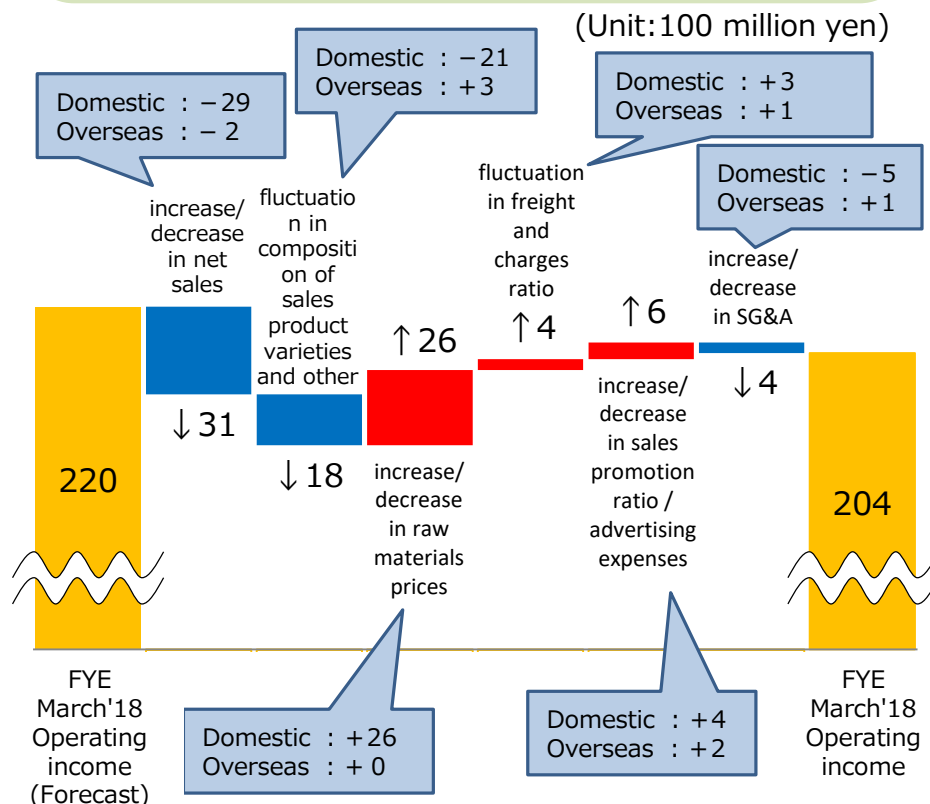 (Unit:100 million yen)
Domestic : −29
Overseas : − 2
Domestic : −21
Overseas : +3
Domestic : +3
Overseas : +1
Domestic : −5
Overseas : +1
increase/
decrease
in net
sales
fluctuatio
n in
compositi
on of
sales
product
varieties
and other
fluctuation
in freight
and
charges
ratio
increase/
decrease
in SG&A
220
↓31
↓18
↑26
↑4
↑6
↓4
204
increase/
decrease
in raw
materials
prices
increase/
decrease
in sales
promotion
ratio /
advertising
expenses
Domestic : +26
Overseas : + 0
Domestic : +4
Overseas : +2
FYE
March'18
Operating
income
(Forecast)
FYE
March'18
Operating
income